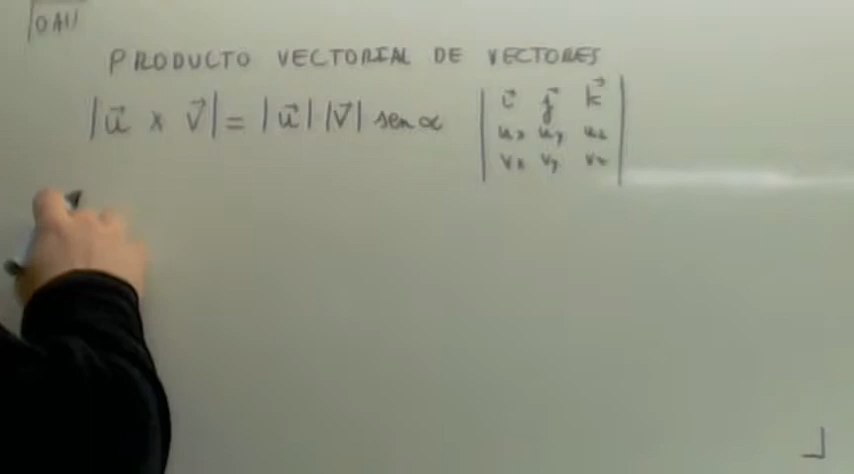 PRODUCTO VECTORIAL DE VECTORES
|u⃗ × v⃗| = |u⃗| |v⃗| sen α
| i⃗ j⃗ k⃗ |
| ux uy uz |
| vx vy vz |